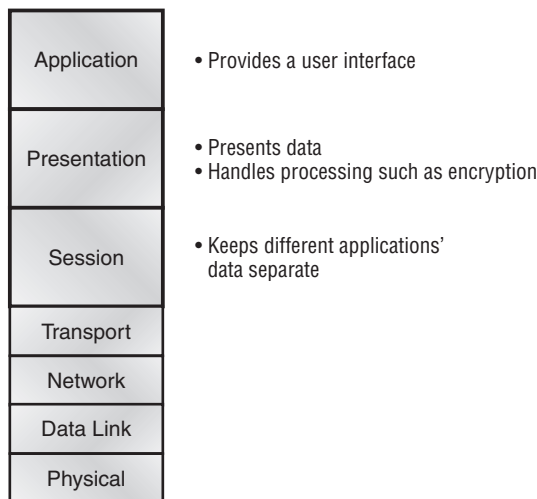 Application
• Provides a user interface
Presentation
• Presents data
• Handles processing such as encryption
Session
• Keeps different applications’
data separate
Transport
Network
Data Link
Physical